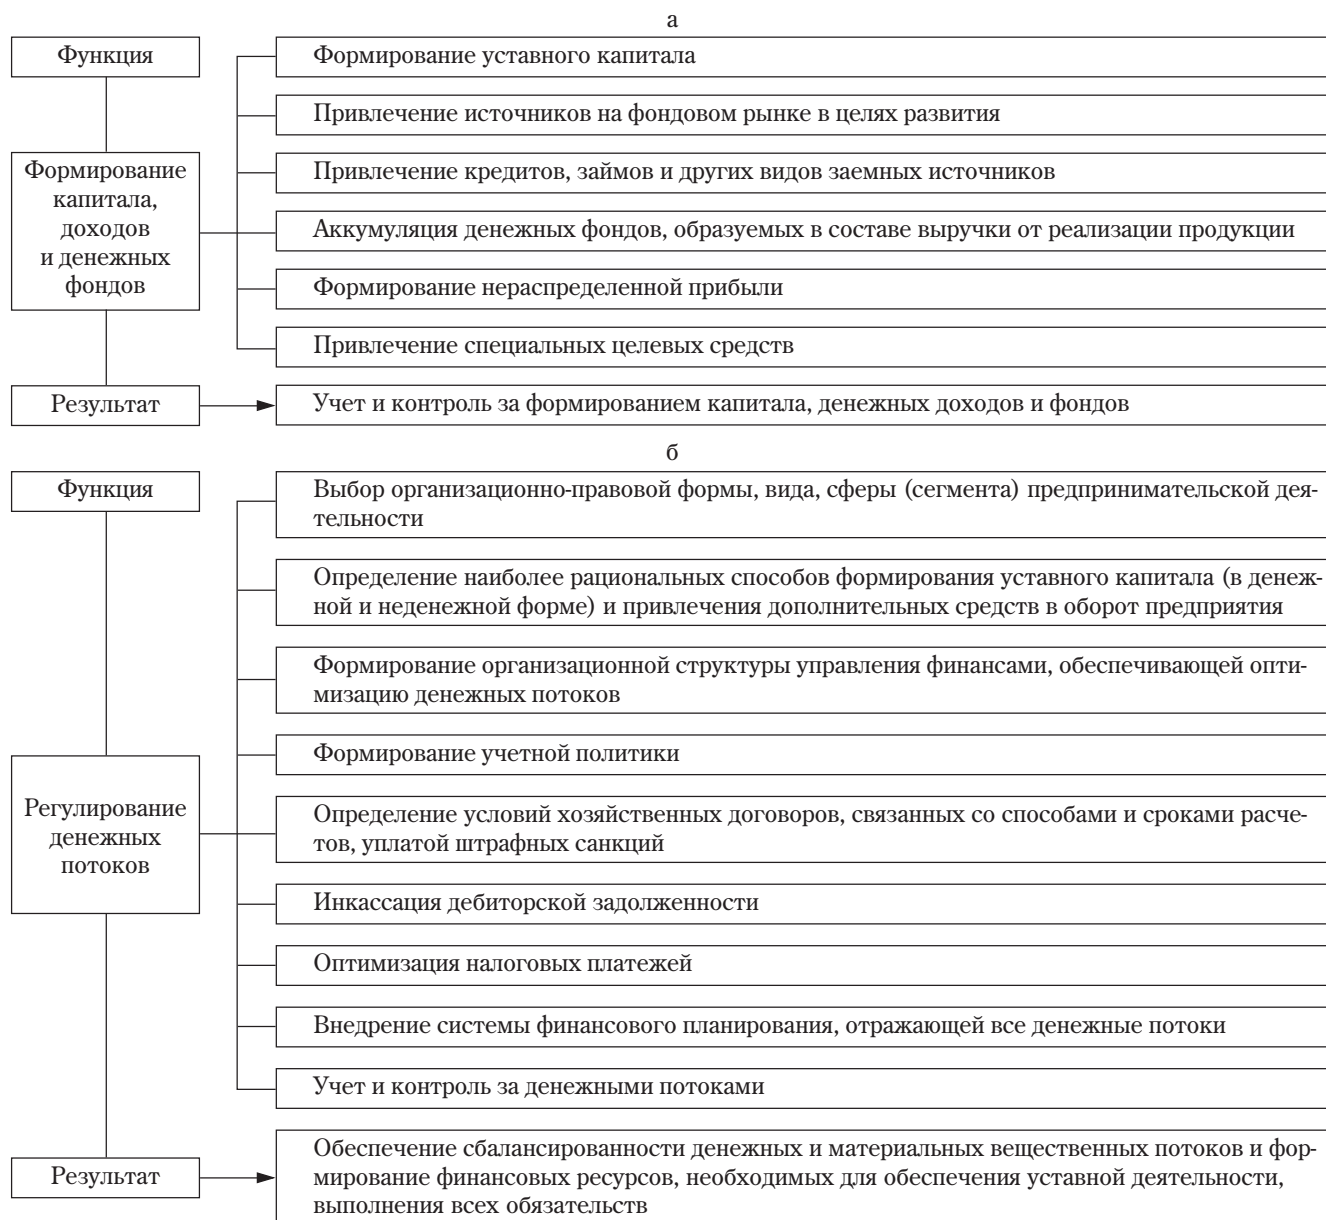 а
Функция
Формирование уставного капитала
Привлечение источников на фондовом рынке в целях развития
Формирование
капитала,
доходов
и денежных
фондов
Привлечение кредитов, займов и других видов заемных источников
Аккумуляция денежных фондов, образуемых в составе выручки от реализации продукции
Формирование нераспределенной прибыли
Привлечение специальных целевых средств
Результат
Учет и контроль за формированием капитала, денежных доходов и фондов
б
Функция
Выбор организационно-правовой формы, вида, сферы (сегмента) предпринимательской дея-
тельности
Определение наиболее рациональных способов формирования уставного капитала (в денеж-
ной и неденежной форме) и привлечения дополнительных средств в оборот предприятия
Формирование организационной структуры управления финансами, обеспечивающей опти-
мизацию денежных потоков
Формирование учетной политики
Регулирование
денежных
потоков
Определение условий хозяйственных договоров, связанных со способами и сроками расче-
тов, уплатой штрафных санкций
Инкассация дебиторской задолженности
Оптимизация налоговых платежей
Внедрение системы финансового планирования, отражающей все денежные потоки
Учет и контроль за денежными потоками
Результат
Обеспечение сбалансированности денежных и материальных вещественных потоков и фор-
мирование финансовых ресурсов, необходимых для обеспечения уставной деятельности,
выполнения всех обязательств